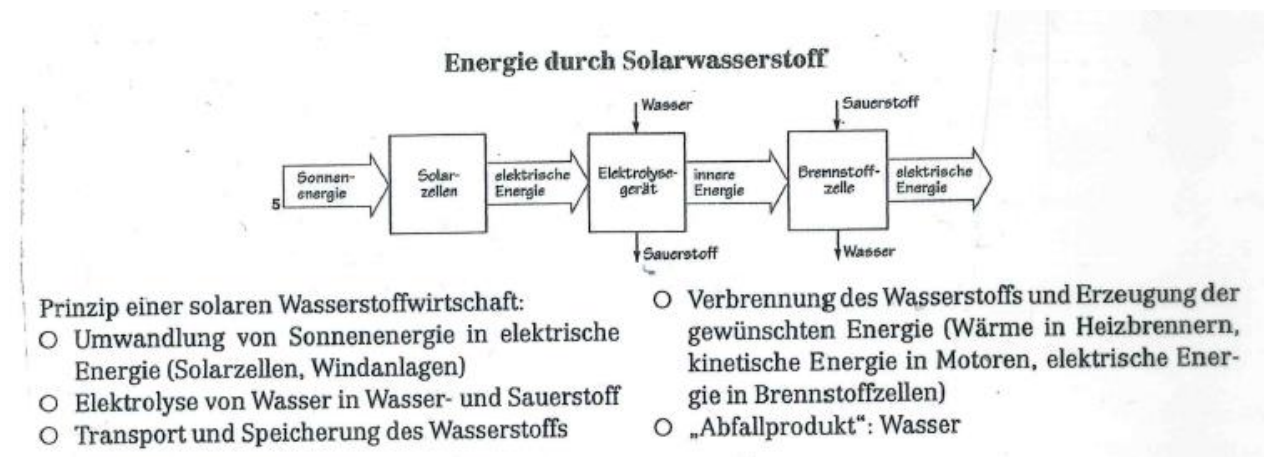 Energie durch Solarwasserstoff
Wasser
Sauerstoff
Sonnen-
energie
Solar-
zellen
elektrische
Energie
Elektrolyse-
gerät
innere
Energie
Brennstoff-
zelle
elektrische
Energie
5
Sauerstoff
Wasser
Prinzip einer solaren Wasserstoffwirtschaft:
O Umwandlung von Sonnenenergie in elektrische
Energie (Solarzellen, Windanlagen)
O Elektrolyse von Wasser in Wasser- und Sauerstoff
O Transport und Speicherung des Wasserstoffs
O Verbrennung des Wasserstoffs und Erzeugung der
gewünschten Energie (Wärme in Heizbrennern,
kinetische Energie in Motoren, elektrische Ener-
gie in Brennstoffzellen)
O „Abfallprodukt“: Wasser